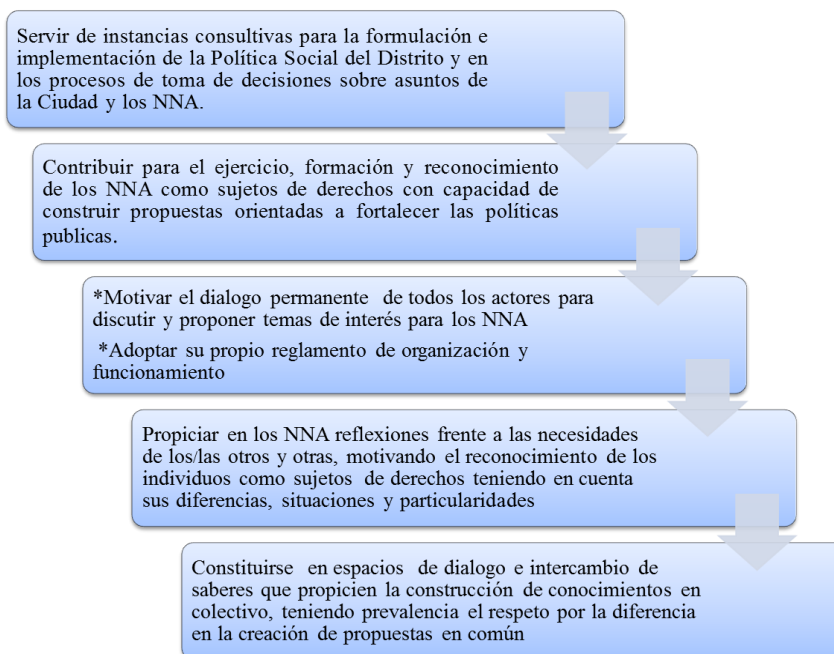 Servir de instancias consultivas para la formulación e
implementación de la Política Social del Distrito y en
los procesos de toma de decisiones sobre asuntos de
la Ciudad y los NNA.
Contribuir para el ejercicio, formación y reconocimiento
de los NNA como sujetos de derechos con capacidad de
construir propuestas orientadas a fortalecer las políticas
publicas.
*Motivar el dialogo permanente de todos los actores para
discutir y proponer temas de interés para los NNA
*Adoptar su propio reglamento de organización y
funcionamiento
Propiciar en los NNA reflexiones frente a las necesidades
de los/las otros y otras, motivando el reconocimiento de los
individuos como sujetos de derechos teniendo en cuenta
sus diferencias, situaciones y particularidades
Constituirse en espacios de dialogo e intercambio de
saberes que propicien la construcción de conocimientos en
colectivo, teniendo prevalencia el respeto por la diferencia
en la creación de propuestas en común